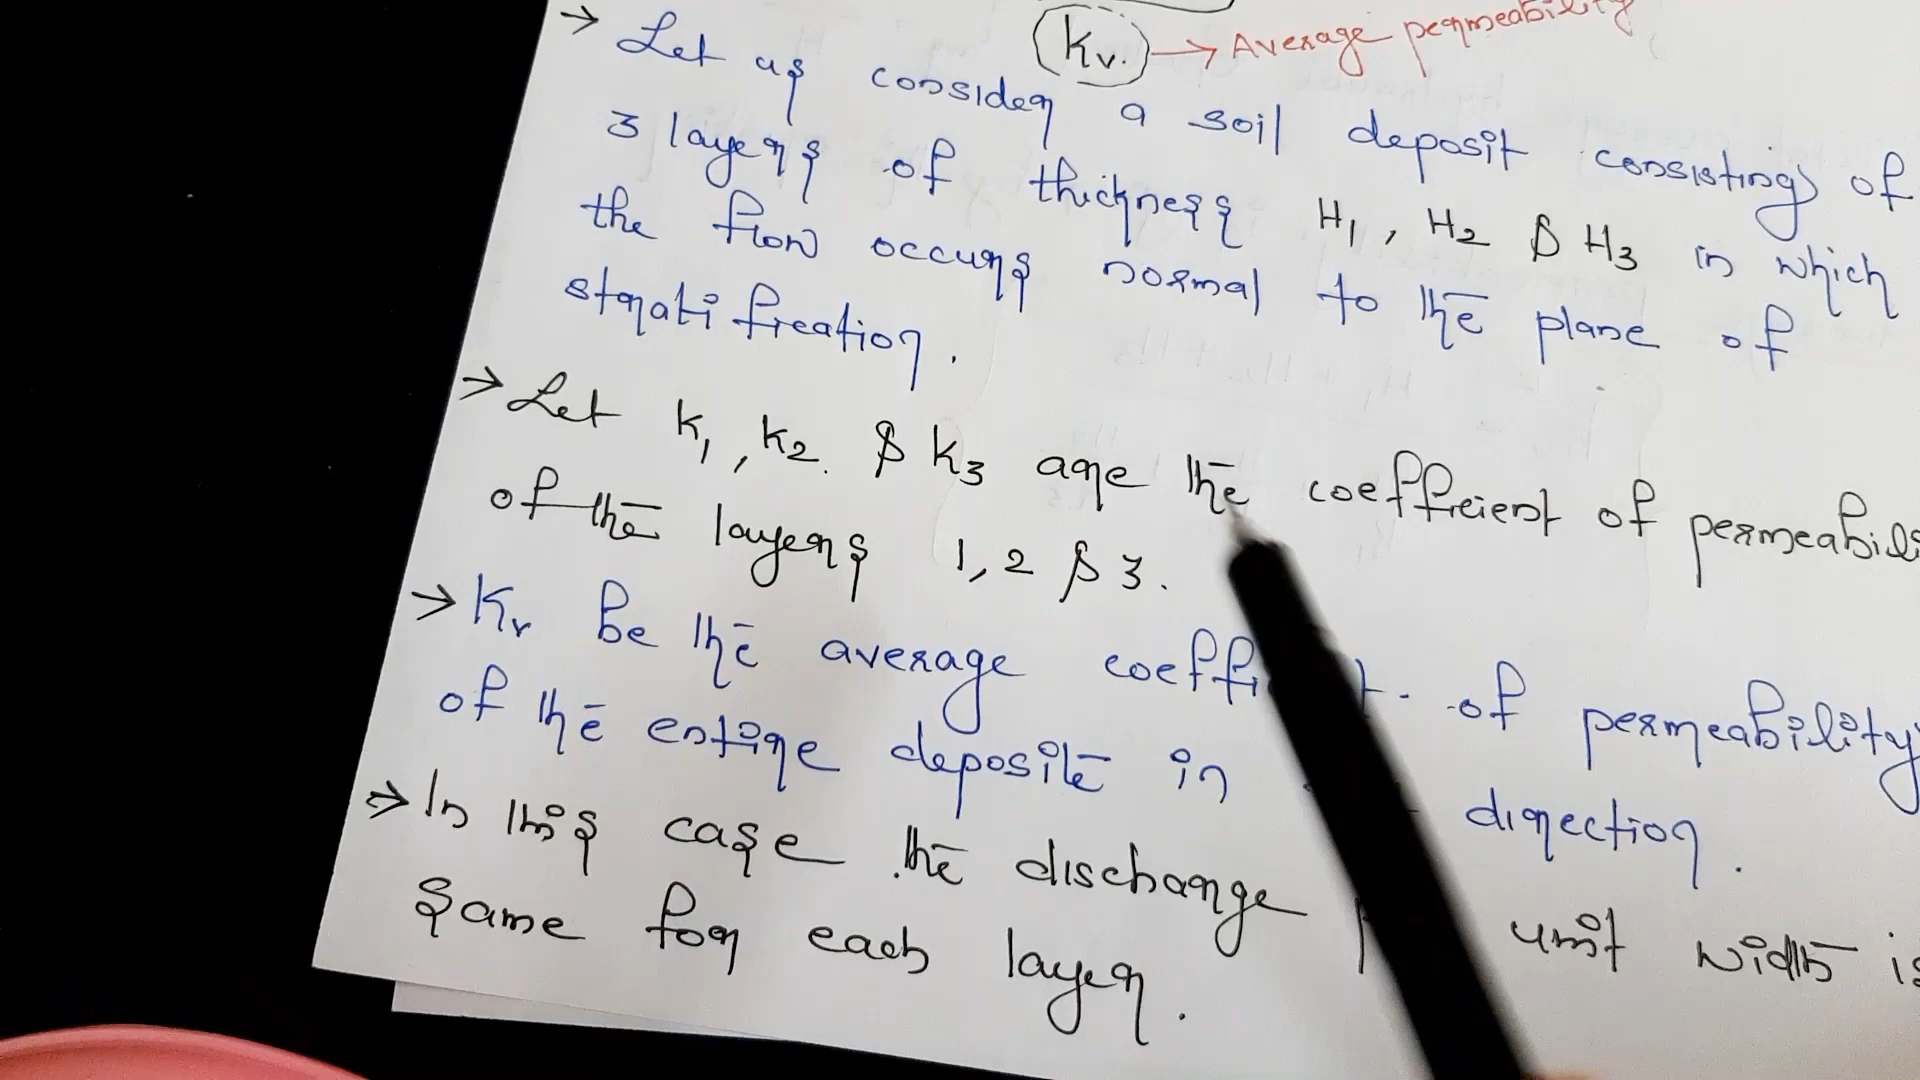 Kv. → Average permeability
→ Let us consider a soil deposit consisting of
3 layers of thickness H1, H2 & H3 in which
the flow occurs normal to the plane of
stratification.
→ Let K1, K2. & K3 are the coefficient of permeabili
of the layers 1, 2 & 3.
→ Kv be the average coeffi t. of permeability
of the entire deposite in direction.
→ In this case the discharge unit width is
same for each layer.